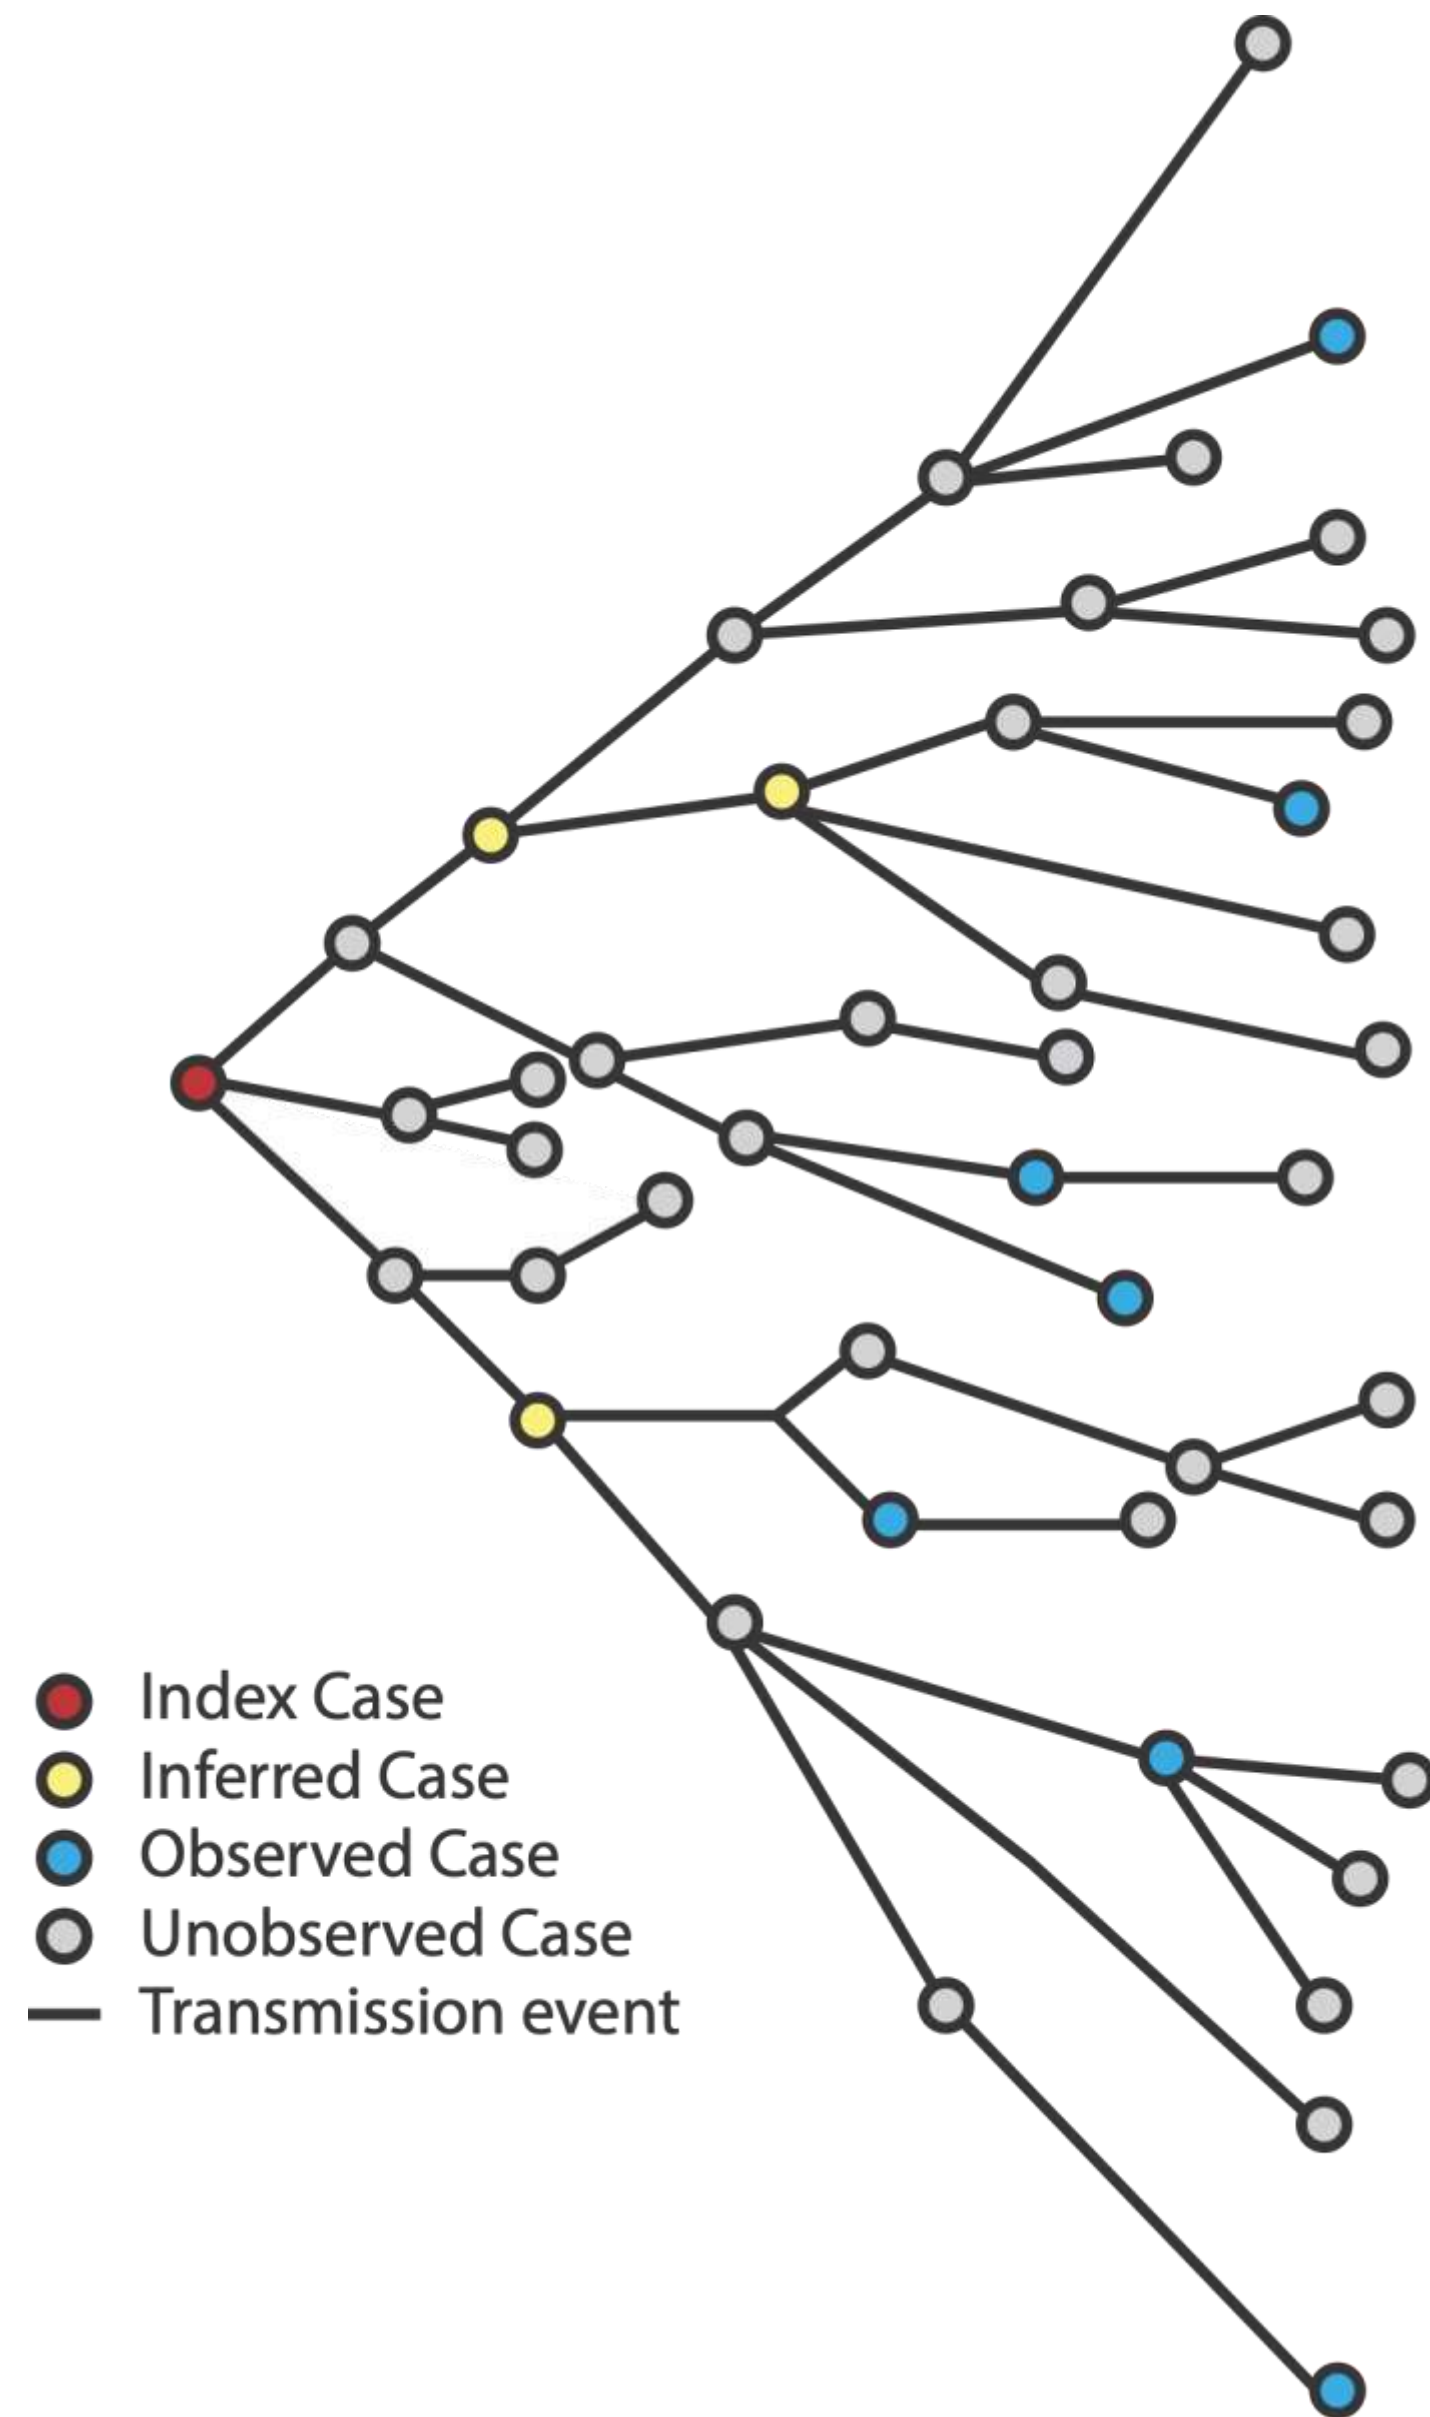 Index Case
Inferred Case
Observed Case
Unobserved Case
Transmission event